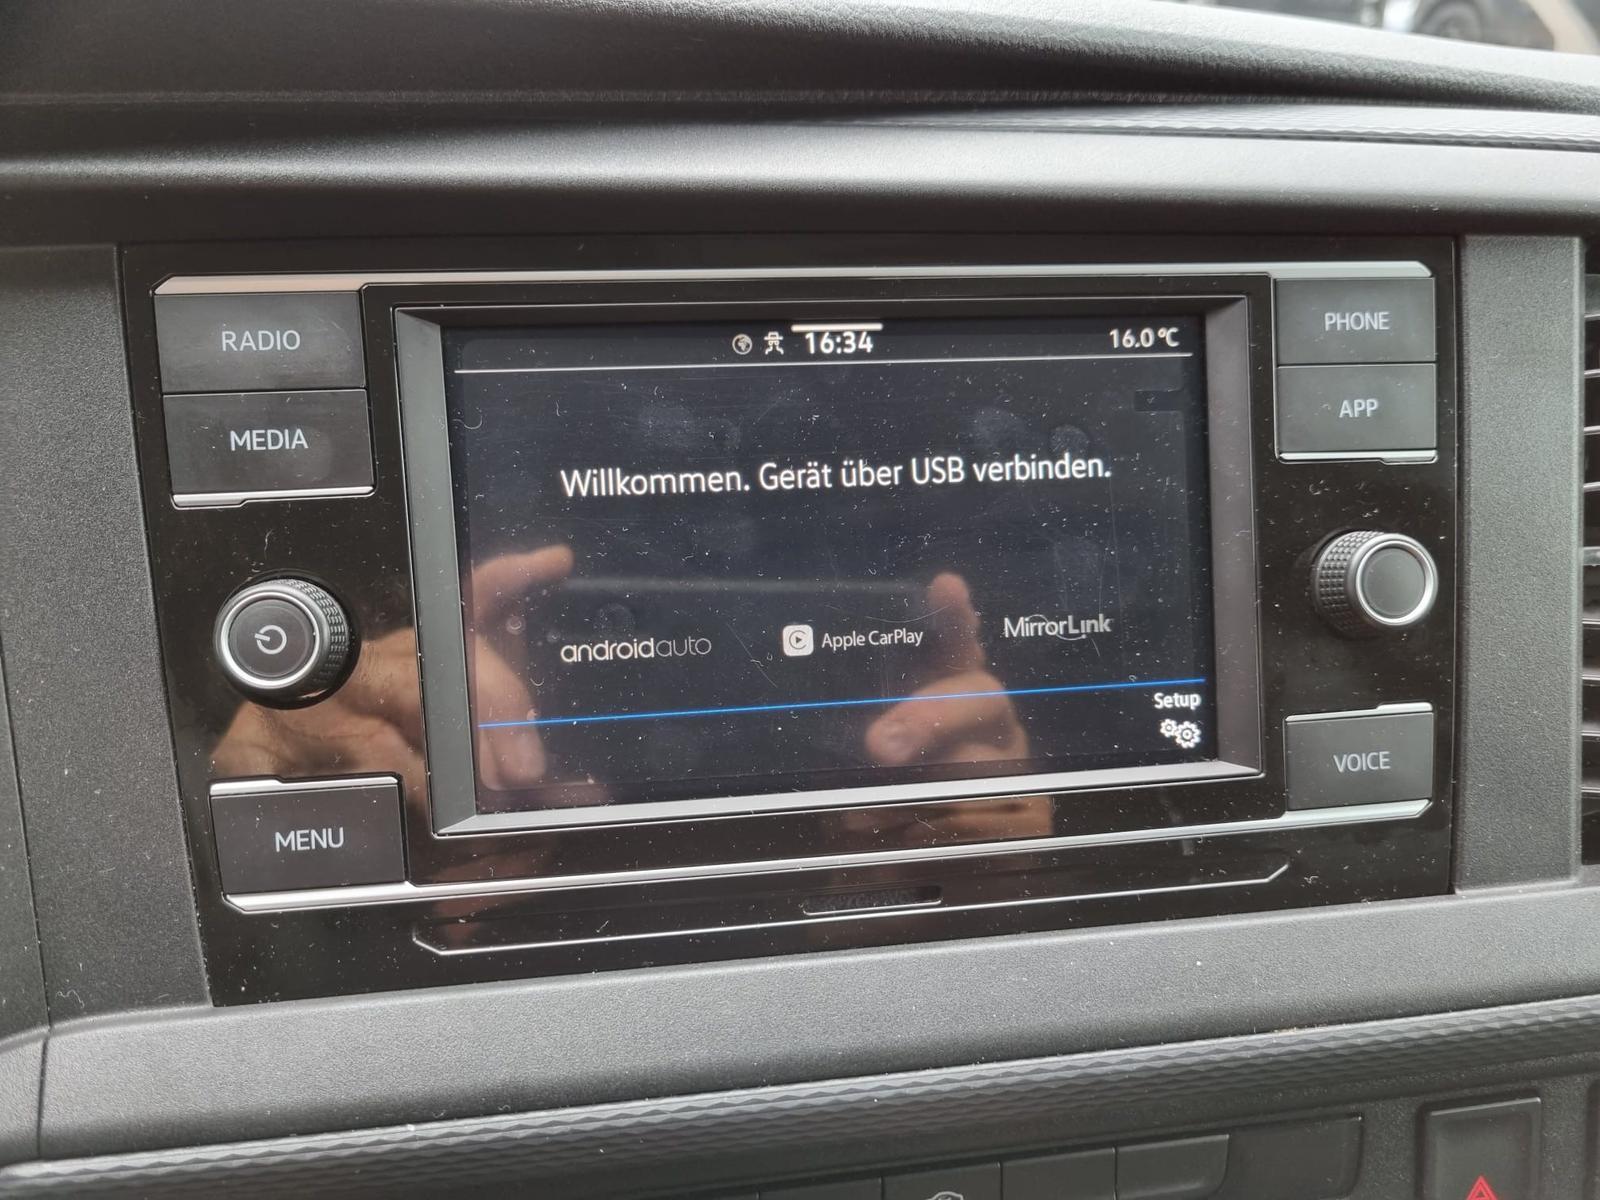 RADIO
MEDIA
MENU
16:34
16.0°C
Willkommen. Gerät über USB verbinden.
androidauto
Apple CarPlay
MirrorLink
Setup
PHONE
APP
VOICE